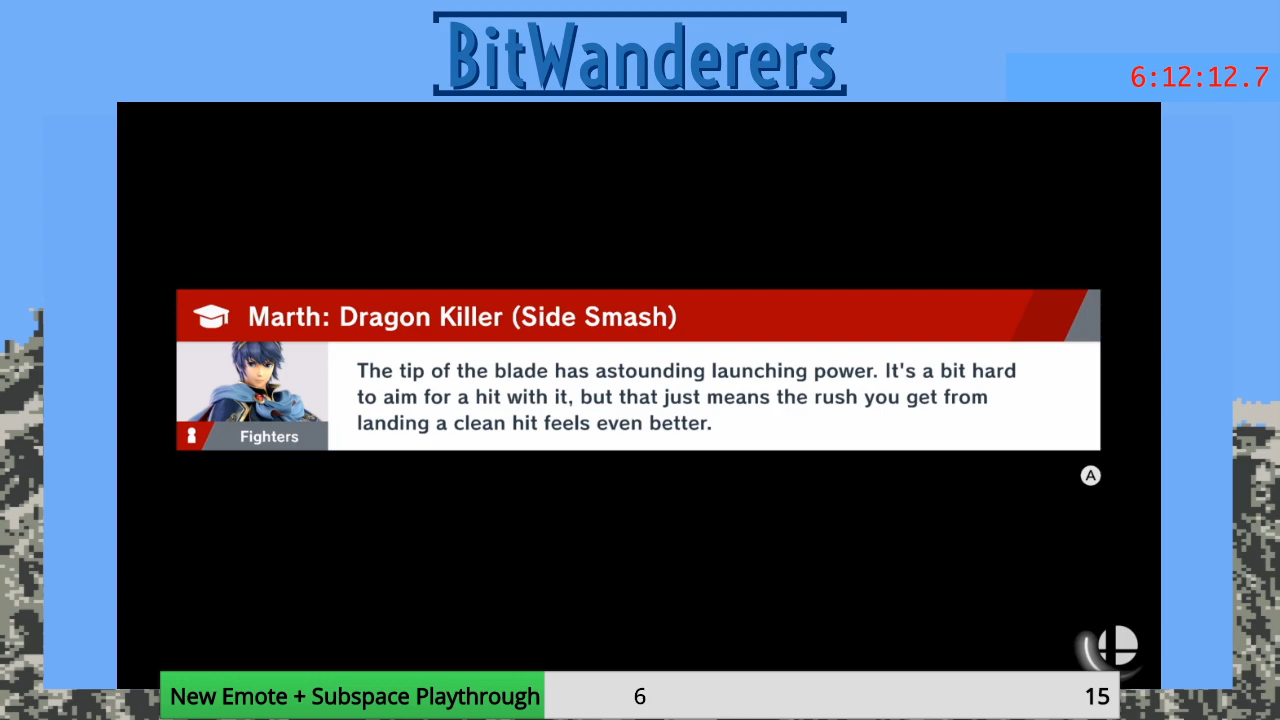 BitWanderers
6:12:12.7
Marth: Dragon Killer (Side Smash)
The tip of the blade has astounding launching power. It's a bit hard
to aim for a hit with it, but that just means the rush you get from
landing a clean hit feels even better.
Fighters
A
New Emote + Subspace Playthrough 6 15